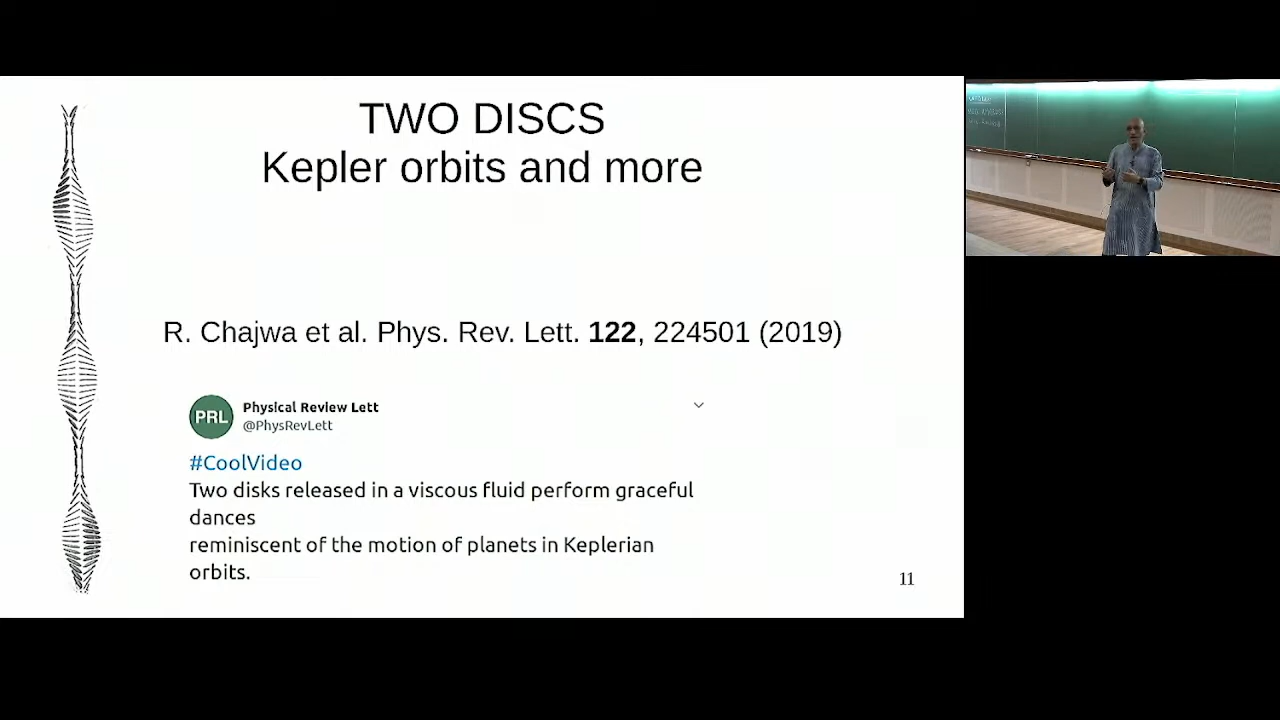 TWO DISCS
Kepler orbits and more
R. Chajwa et al. Phys. Rev. Lett. 122, 224501 (2019)
PRL
Physical Review Lett
@PhysRevLett
#CoolVideo
Two disks released in a viscous fluid perform graceful
dances
reminiscent of the motion of planets in Keplerian
orbits.
11